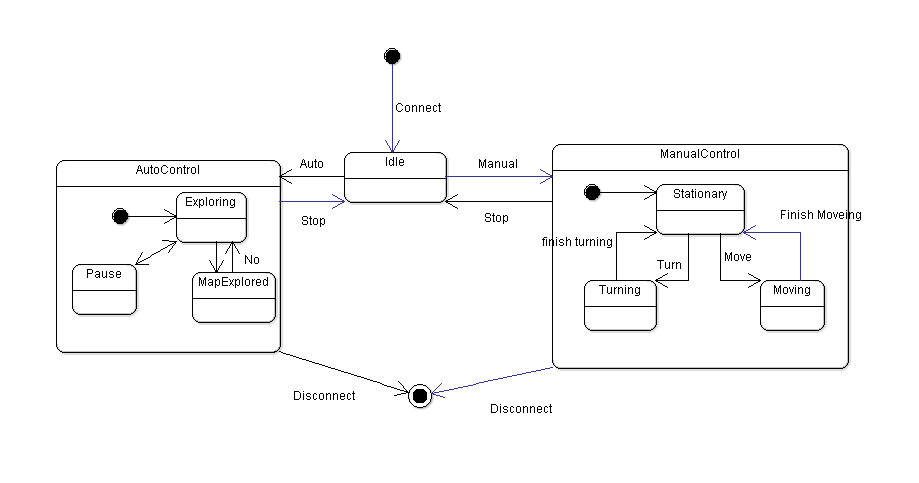 Connect
ManualControl
Idle
AutoControl
Auto
Manual
Exploring
Stationary
Stop
Stop
Finish Moveing
finish turning
No
Pause
MapExplored
Turn
Move
Turning
Moving
Disconnect
Disconnect